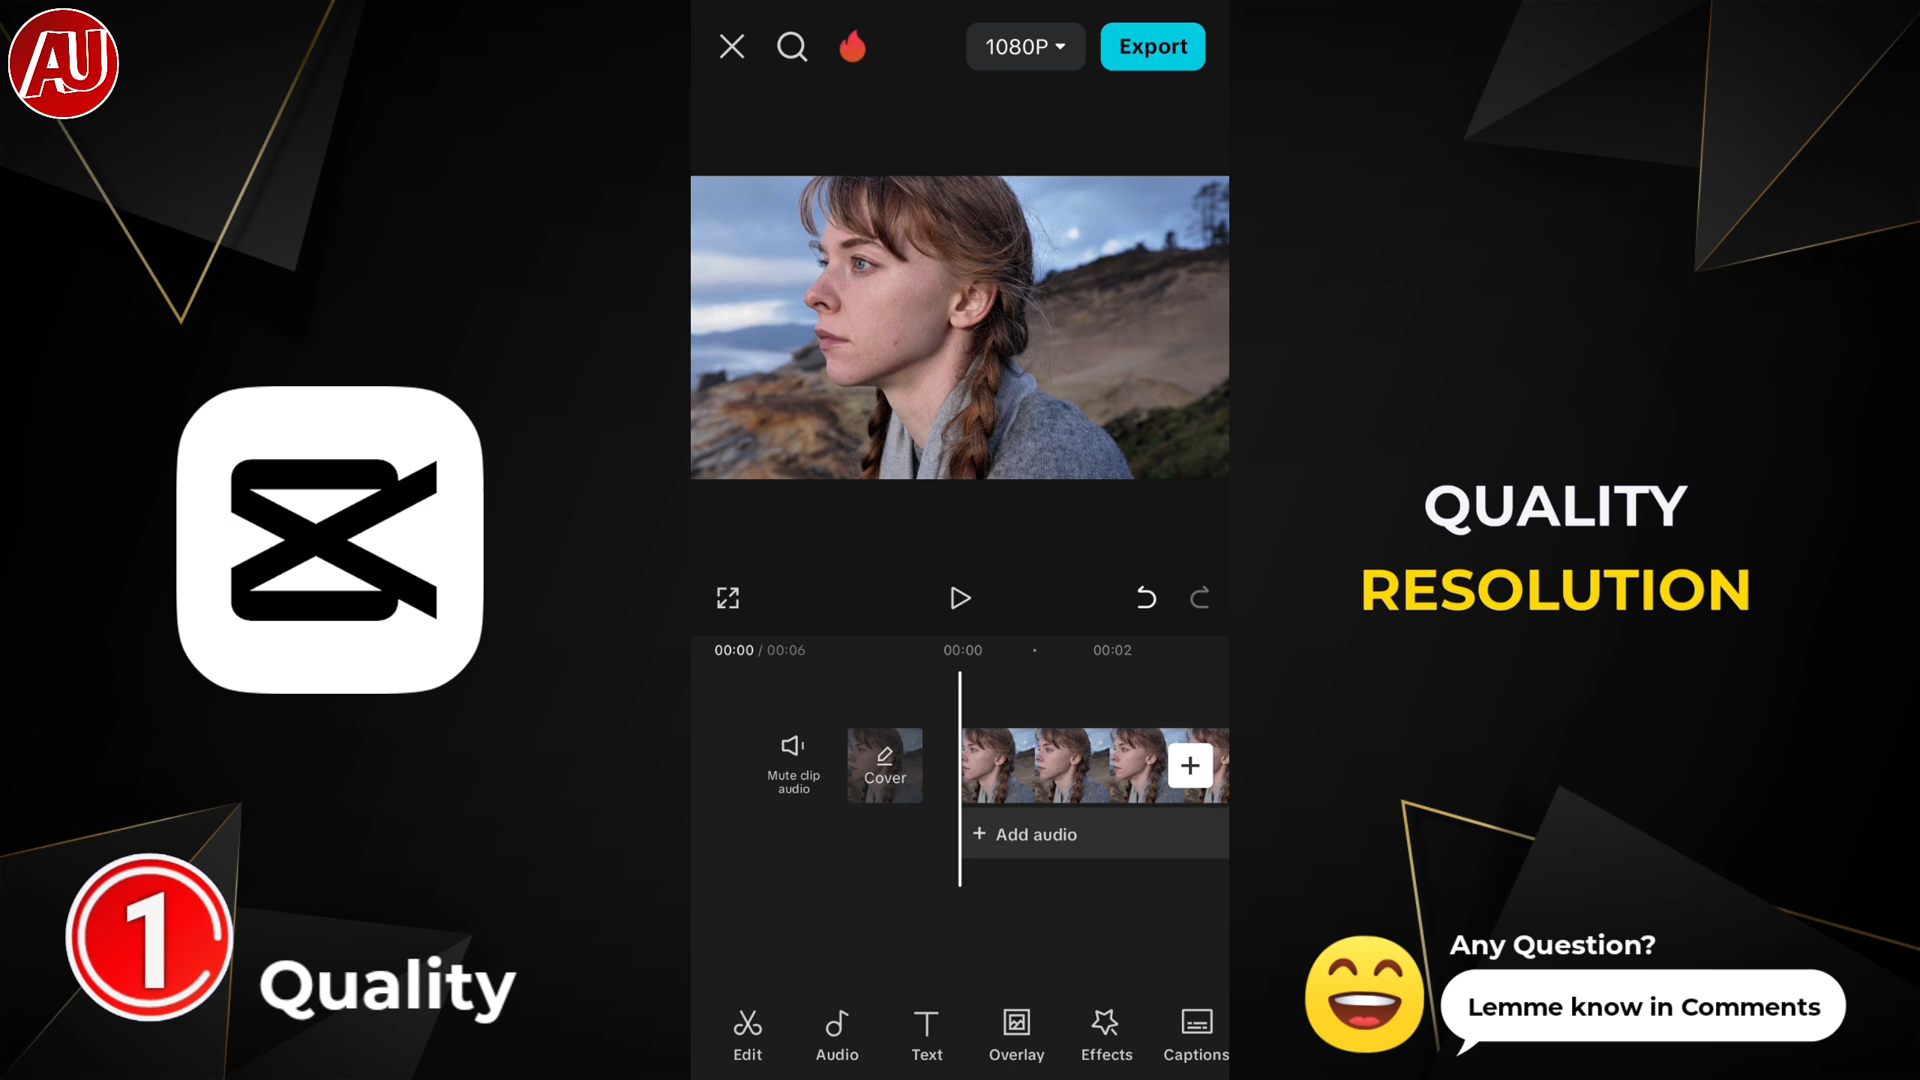 AU
1080P
Export
QUALITY
RESOLUTION
00:00 / 00:06
00:00
00:02
Mute clip
audio
Cover
+ Add audio
1
Quality
Any Question?
Lemme know in Comments
Edit
Audio
Text
Overlay
Effects
Captions